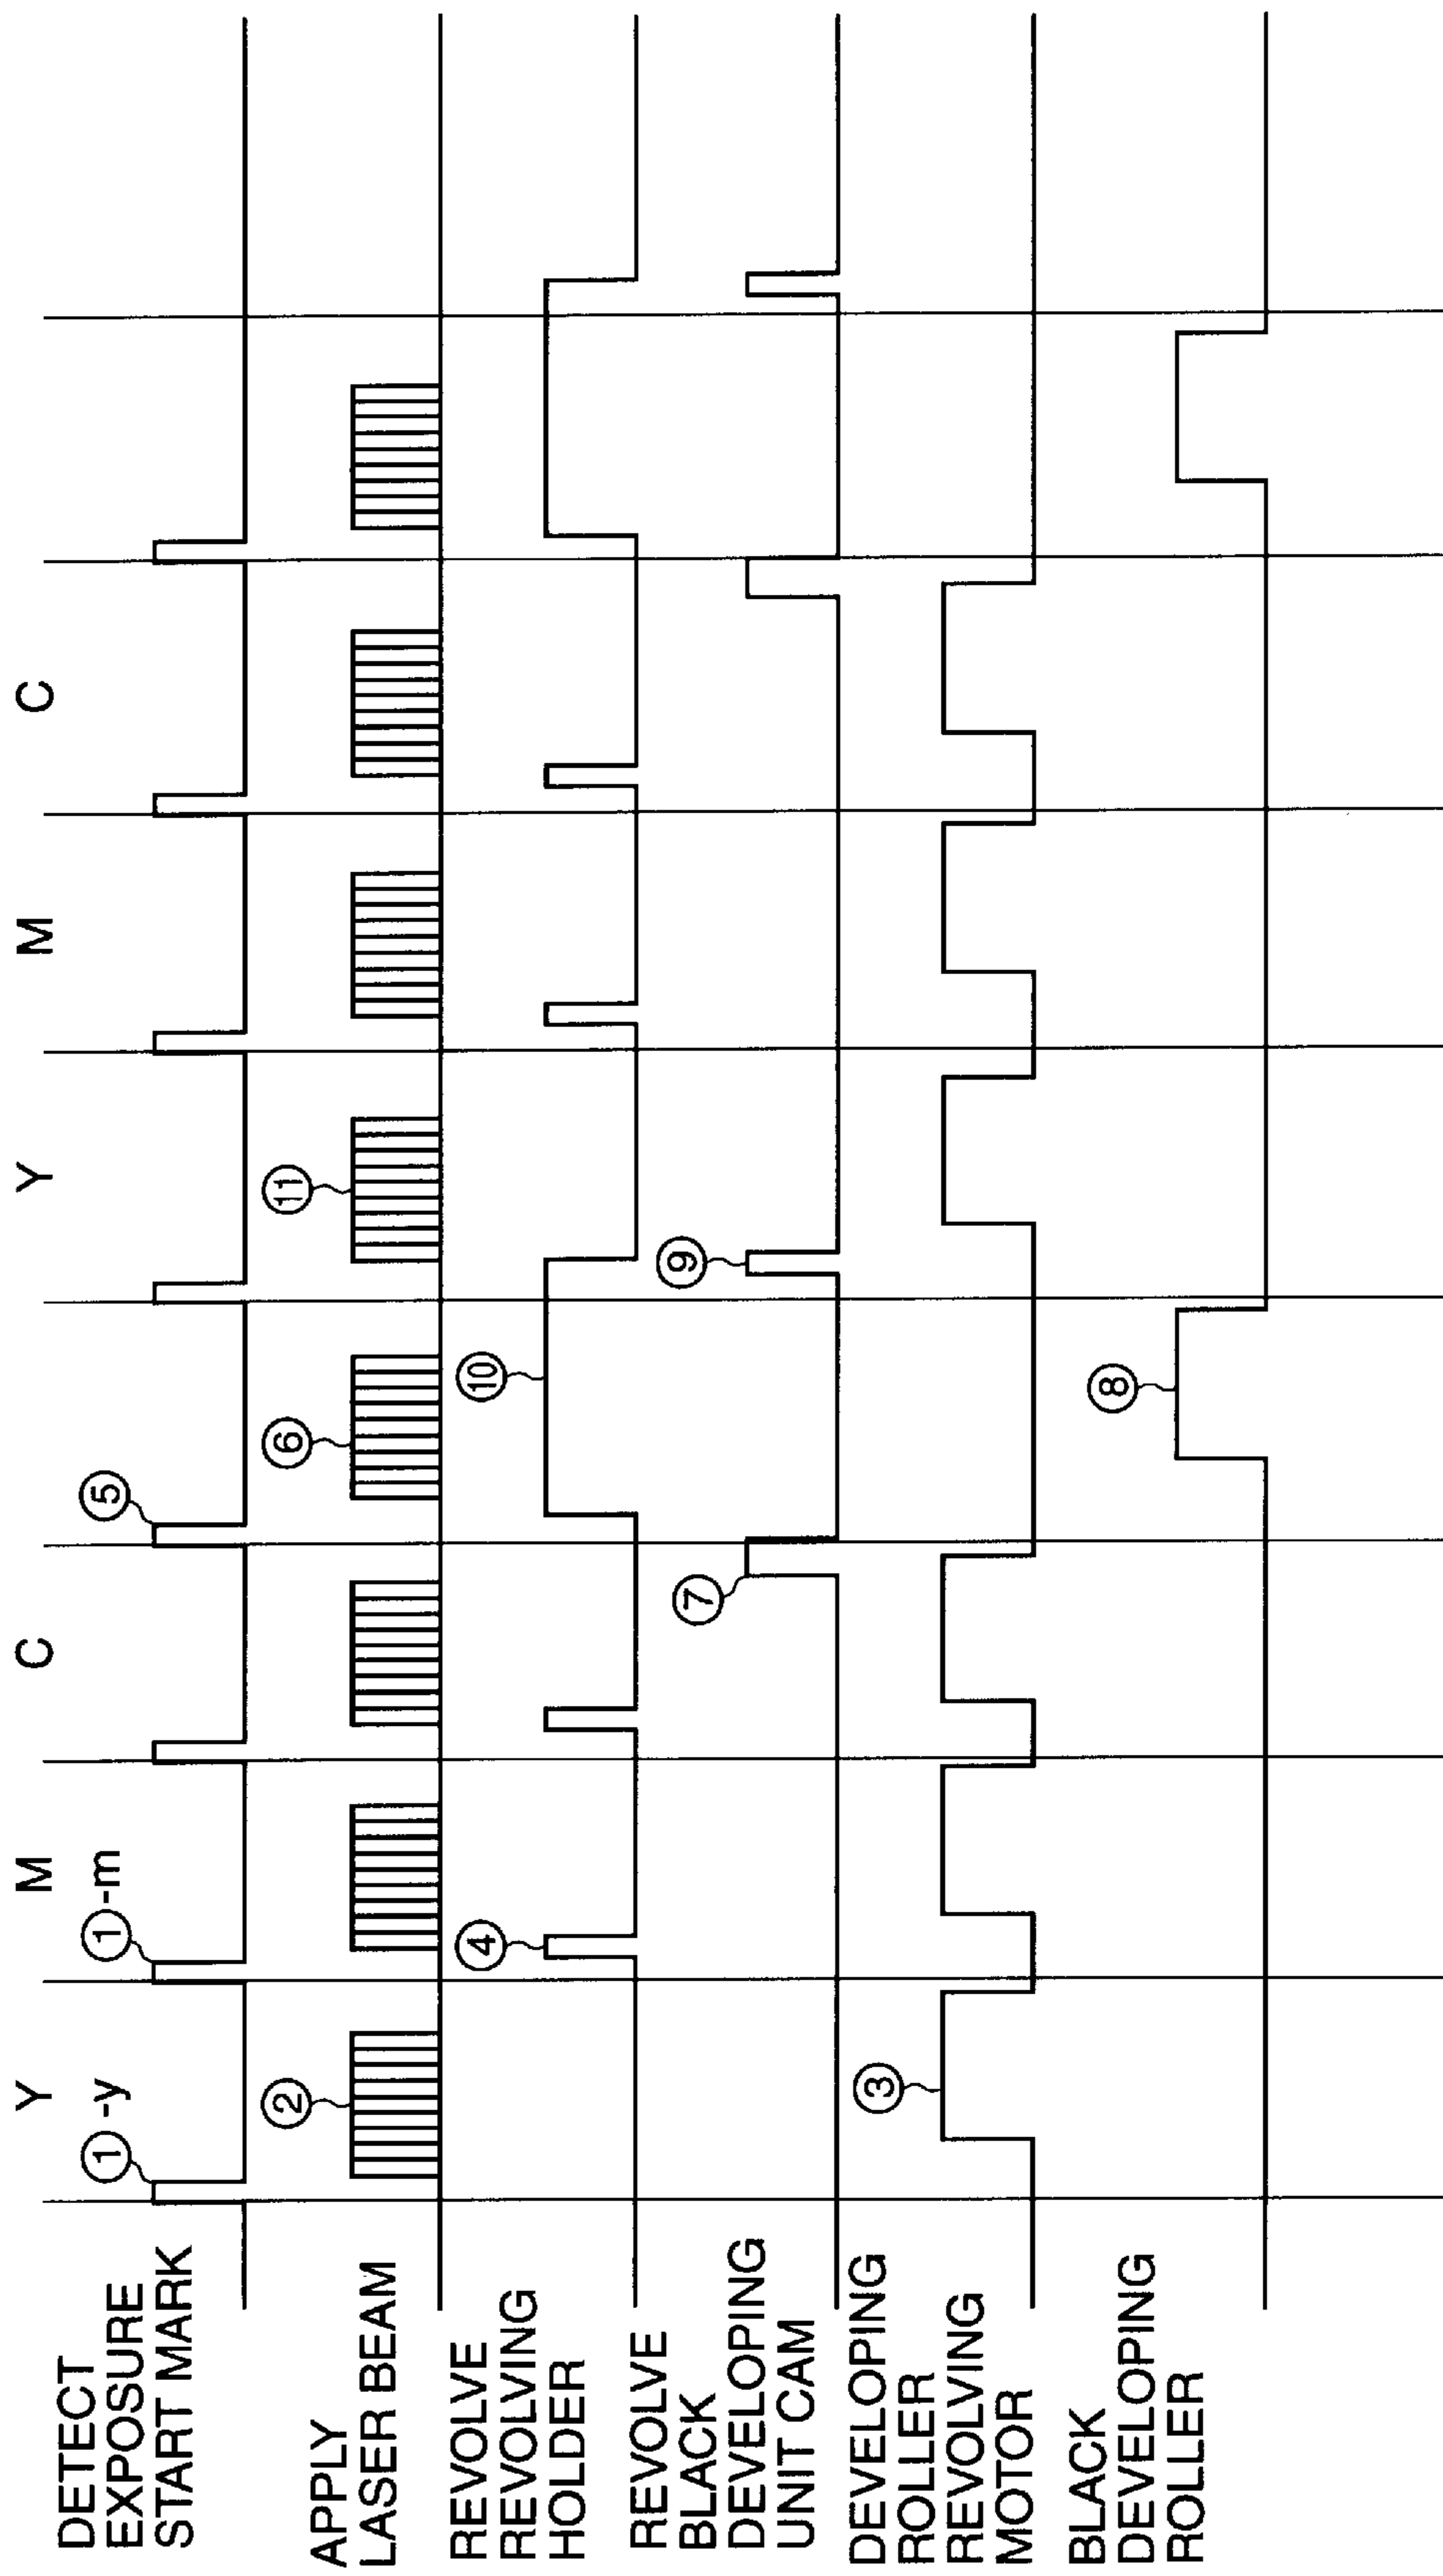 Y M C Y M C
DETECT
EXPOSURE
START MARK
①-y ①-m ⑤
APPLY
LASER BEAM
② ⑥ ⑪
REVOLVE
REVOLVING
HOLDER
④ ⑩
REVOLVE
BLACK
DEVELOPING
UNIT CAM
⑦ ⑨
DEVELOPING
ROLLER
REVOLVING
MOTOR
③
BLACK
DEVELOPING
ROLLER
⑧